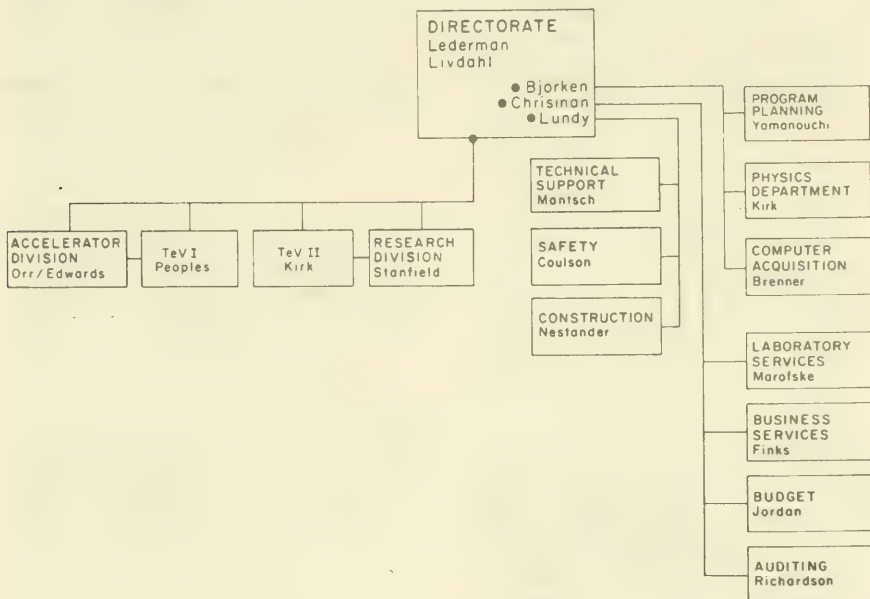 DIRECTORATE
Lederman
Livdahl
• Bjorken
• Chrisman
• Lundy
PROGRAM
PLANNING
Yamanouchi
TECHNICAL
SUPPORT
Mantsch
PHYSICS
DEPARTMENT
Kirk
ACCELERATOR
DIVISION
Orr/Edwards
TeV I
Peoples
TeV II
Kirk
RESEARCH
DIVISION
Stanfield
SAFETY
Coulson
COMPUTER
ACQUISITION
Brenner
CONSTRUCTION
Nestander
LABORATORY
SERVICES
Marofske
BUSINESS
SERVICES
Finks
BUDGET
Jordan
AUDITING
Richardson